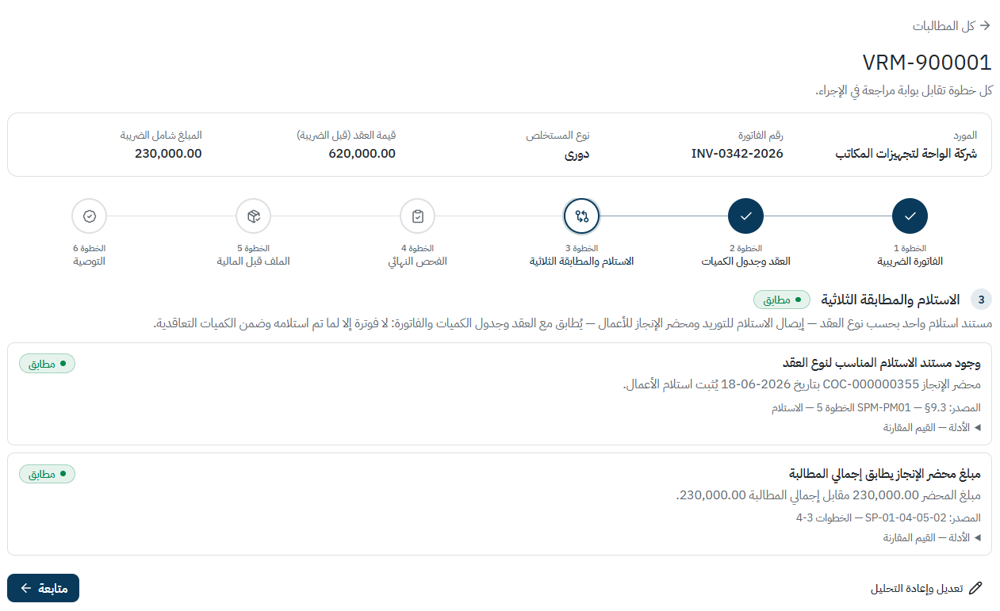 كل المطالبات
VRM-900001
كل خطوة تقابل بوابة مراجعة في الإجراء.
المورد
شركة الواحة لتجهيزات المكاتب
رقم الفاتورة
INV-0342-2026
نوع المستخلص
دوري
قيمة العقد (قبل الضريبة)
620,000.00
المبلغ شامل الضريبة
230,000.00
الخطوة 1
الفاتورة الضريبية
الخطوة 2
العقد وجدول الكميات
الخطوة 3
الاستلام والمطابقة الثلاثية
الخطوة 4
الفحص النهائي
الخطوة 5
الملف قبل المالية
الخطوة 6
التوصية
3 الاستلام والمطابقة الثلاثية مطابق
مستند استلام واحد بحسب نوع العقد — إيصال الاستلام للتوريد ومحضر الإنجاز للأعمال — يُطابق مع العقد وجدول الكميات والفاتورة: لا فوترة إلا لما تم استلامه وضمن الكميات التعاقدية.
وجود مستند الاستلام المناسب لنوع العقد مطابق
محضر الإنجاز COC-000000355 بتاريخ 18-06-2026 يُثبت استلام الأعمال.
المصدر: SPM-PM01 — §9.3 الخطوة 5 — الاستلام
الأدلة — القيم المقارنة
مبلغ محضر الإنجاز يطابق إجمالي المطالبة مطابق
مبلغ المحضر 230,000.00 مقابل إجمالي المطالبة 230,000.00.
المصدر: SP-01-04-05-02 — الخطوات 3-4
الأدلة — القيم المقارنة
تعديل وإعادة التحليل
متابعة